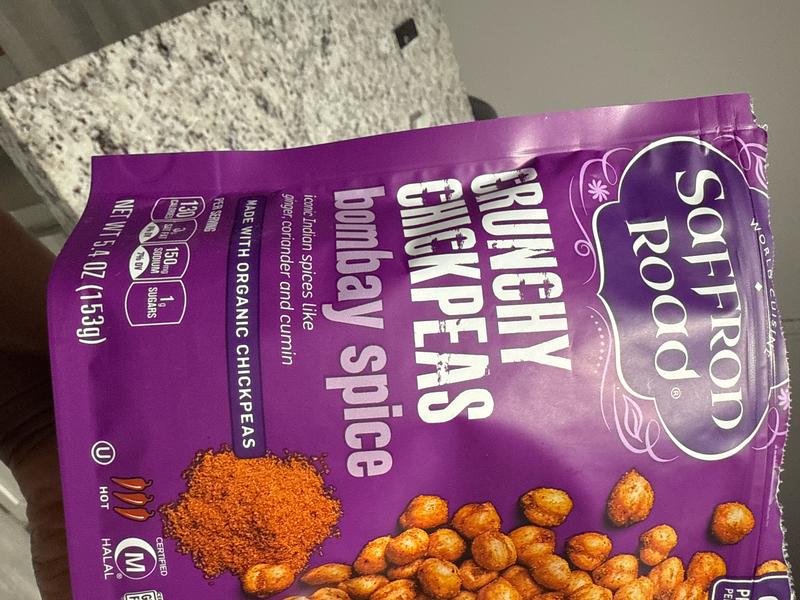 WORLD CUISINE
Saffron
Road®
CRUNCHY
CHICKPEAS
bombay spice
iconic Indian spices like
ginger, coriander and cumin
MADE WITH ORGANIC CHICKPEAS
PER SERVING
130
CALORIES
150mg
SODIUM
% DV
1g
SUGARS
NET WT 5.4 OZ (153g)
U
HOT
CERTIFIED
M®
HALAL